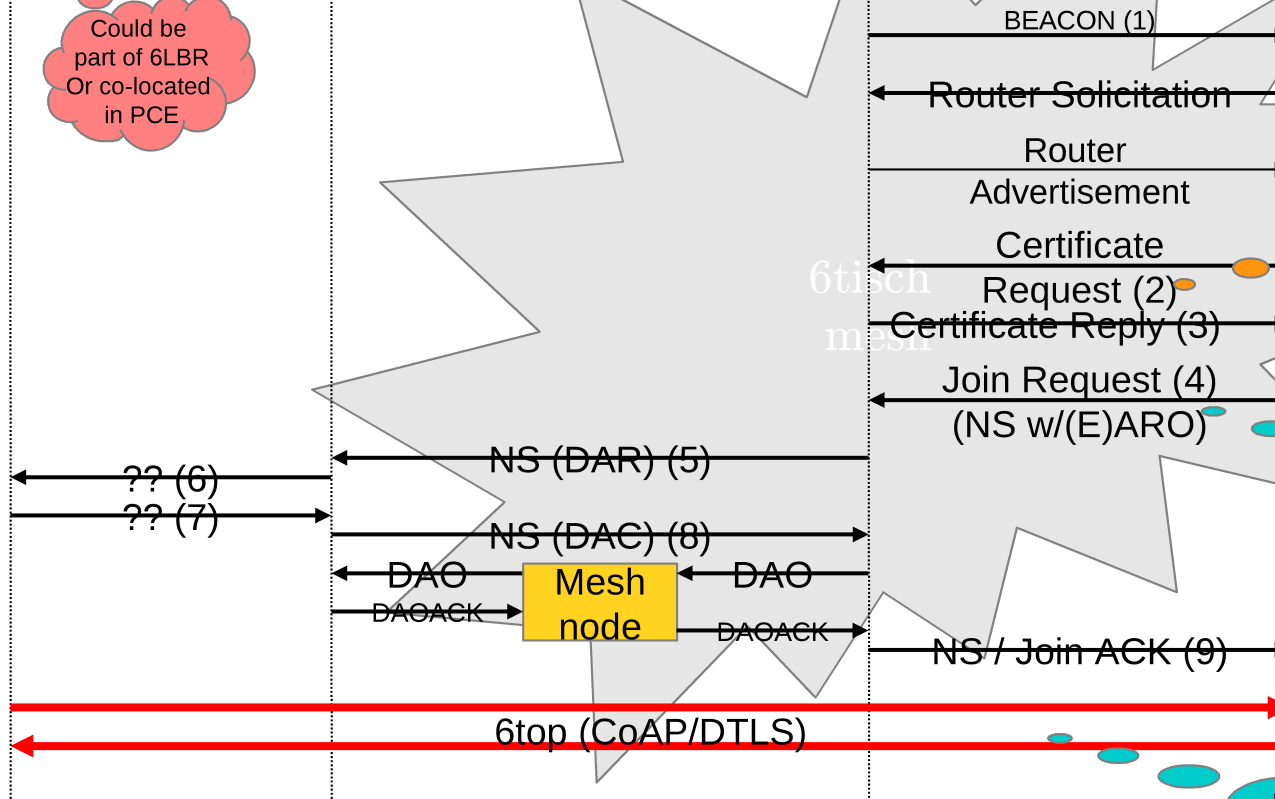 Could be
part of 6LBR
Or co-located
in PCE
BEACON (1)
Router Solicitation
Router
Advertisement
Certificate
Request (2)
6tisch
mesh
Certificate Reply (3)
Join Request (4)
(NS w/(E)ARO)
NS (DAR) (5)
?? (6)
?? (7)
NS (DAC) (8)
DAO
Mesh
node
DAO
DAOACK
DAOACK
NS / Join ACK (9)
6top (CoAP/DTLS)